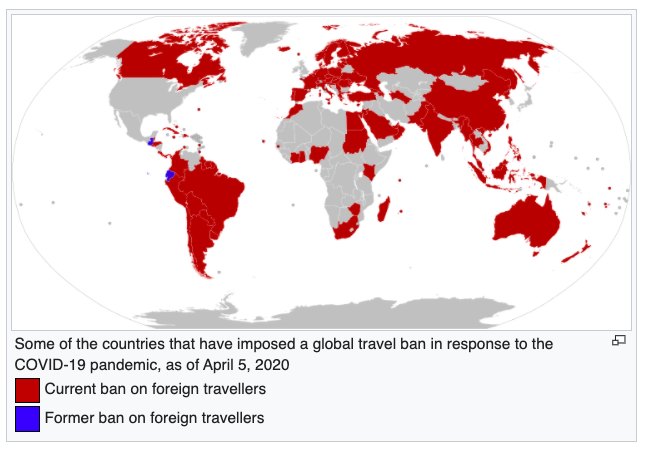 Some of the countries that have imposed a global travel ban in response to the
COVID-19 pandemic, as of April 5, 2020
Current ban on foreign travellers
Former ban on foreign travellers